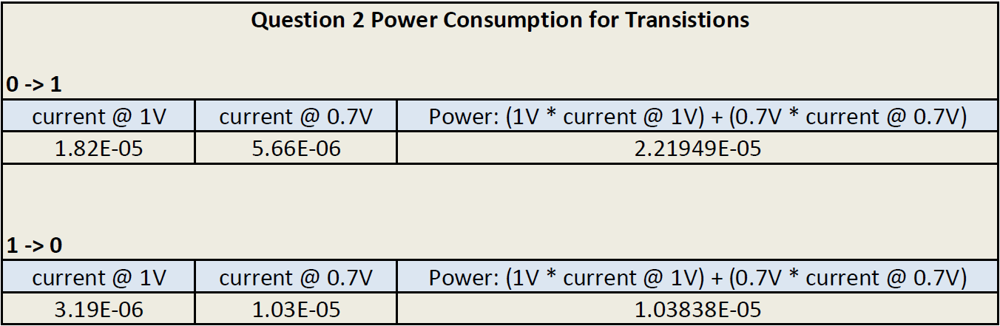 Question 2 Power Consumption for Transistions
0 -> 1
current @ 1V current @ 0.7V Power: (1V * current @ 1V) + (0.7V * current @ 0.7V)
1.82E-05 5.66E-06 2.21949E-05
1 -> 0
current @ 1V current @ 0.7V Power: (1V * current @ 1V) + (0.7V * current @ 0.7V)
3.19E-06 1.03E-05 1.03838E-05